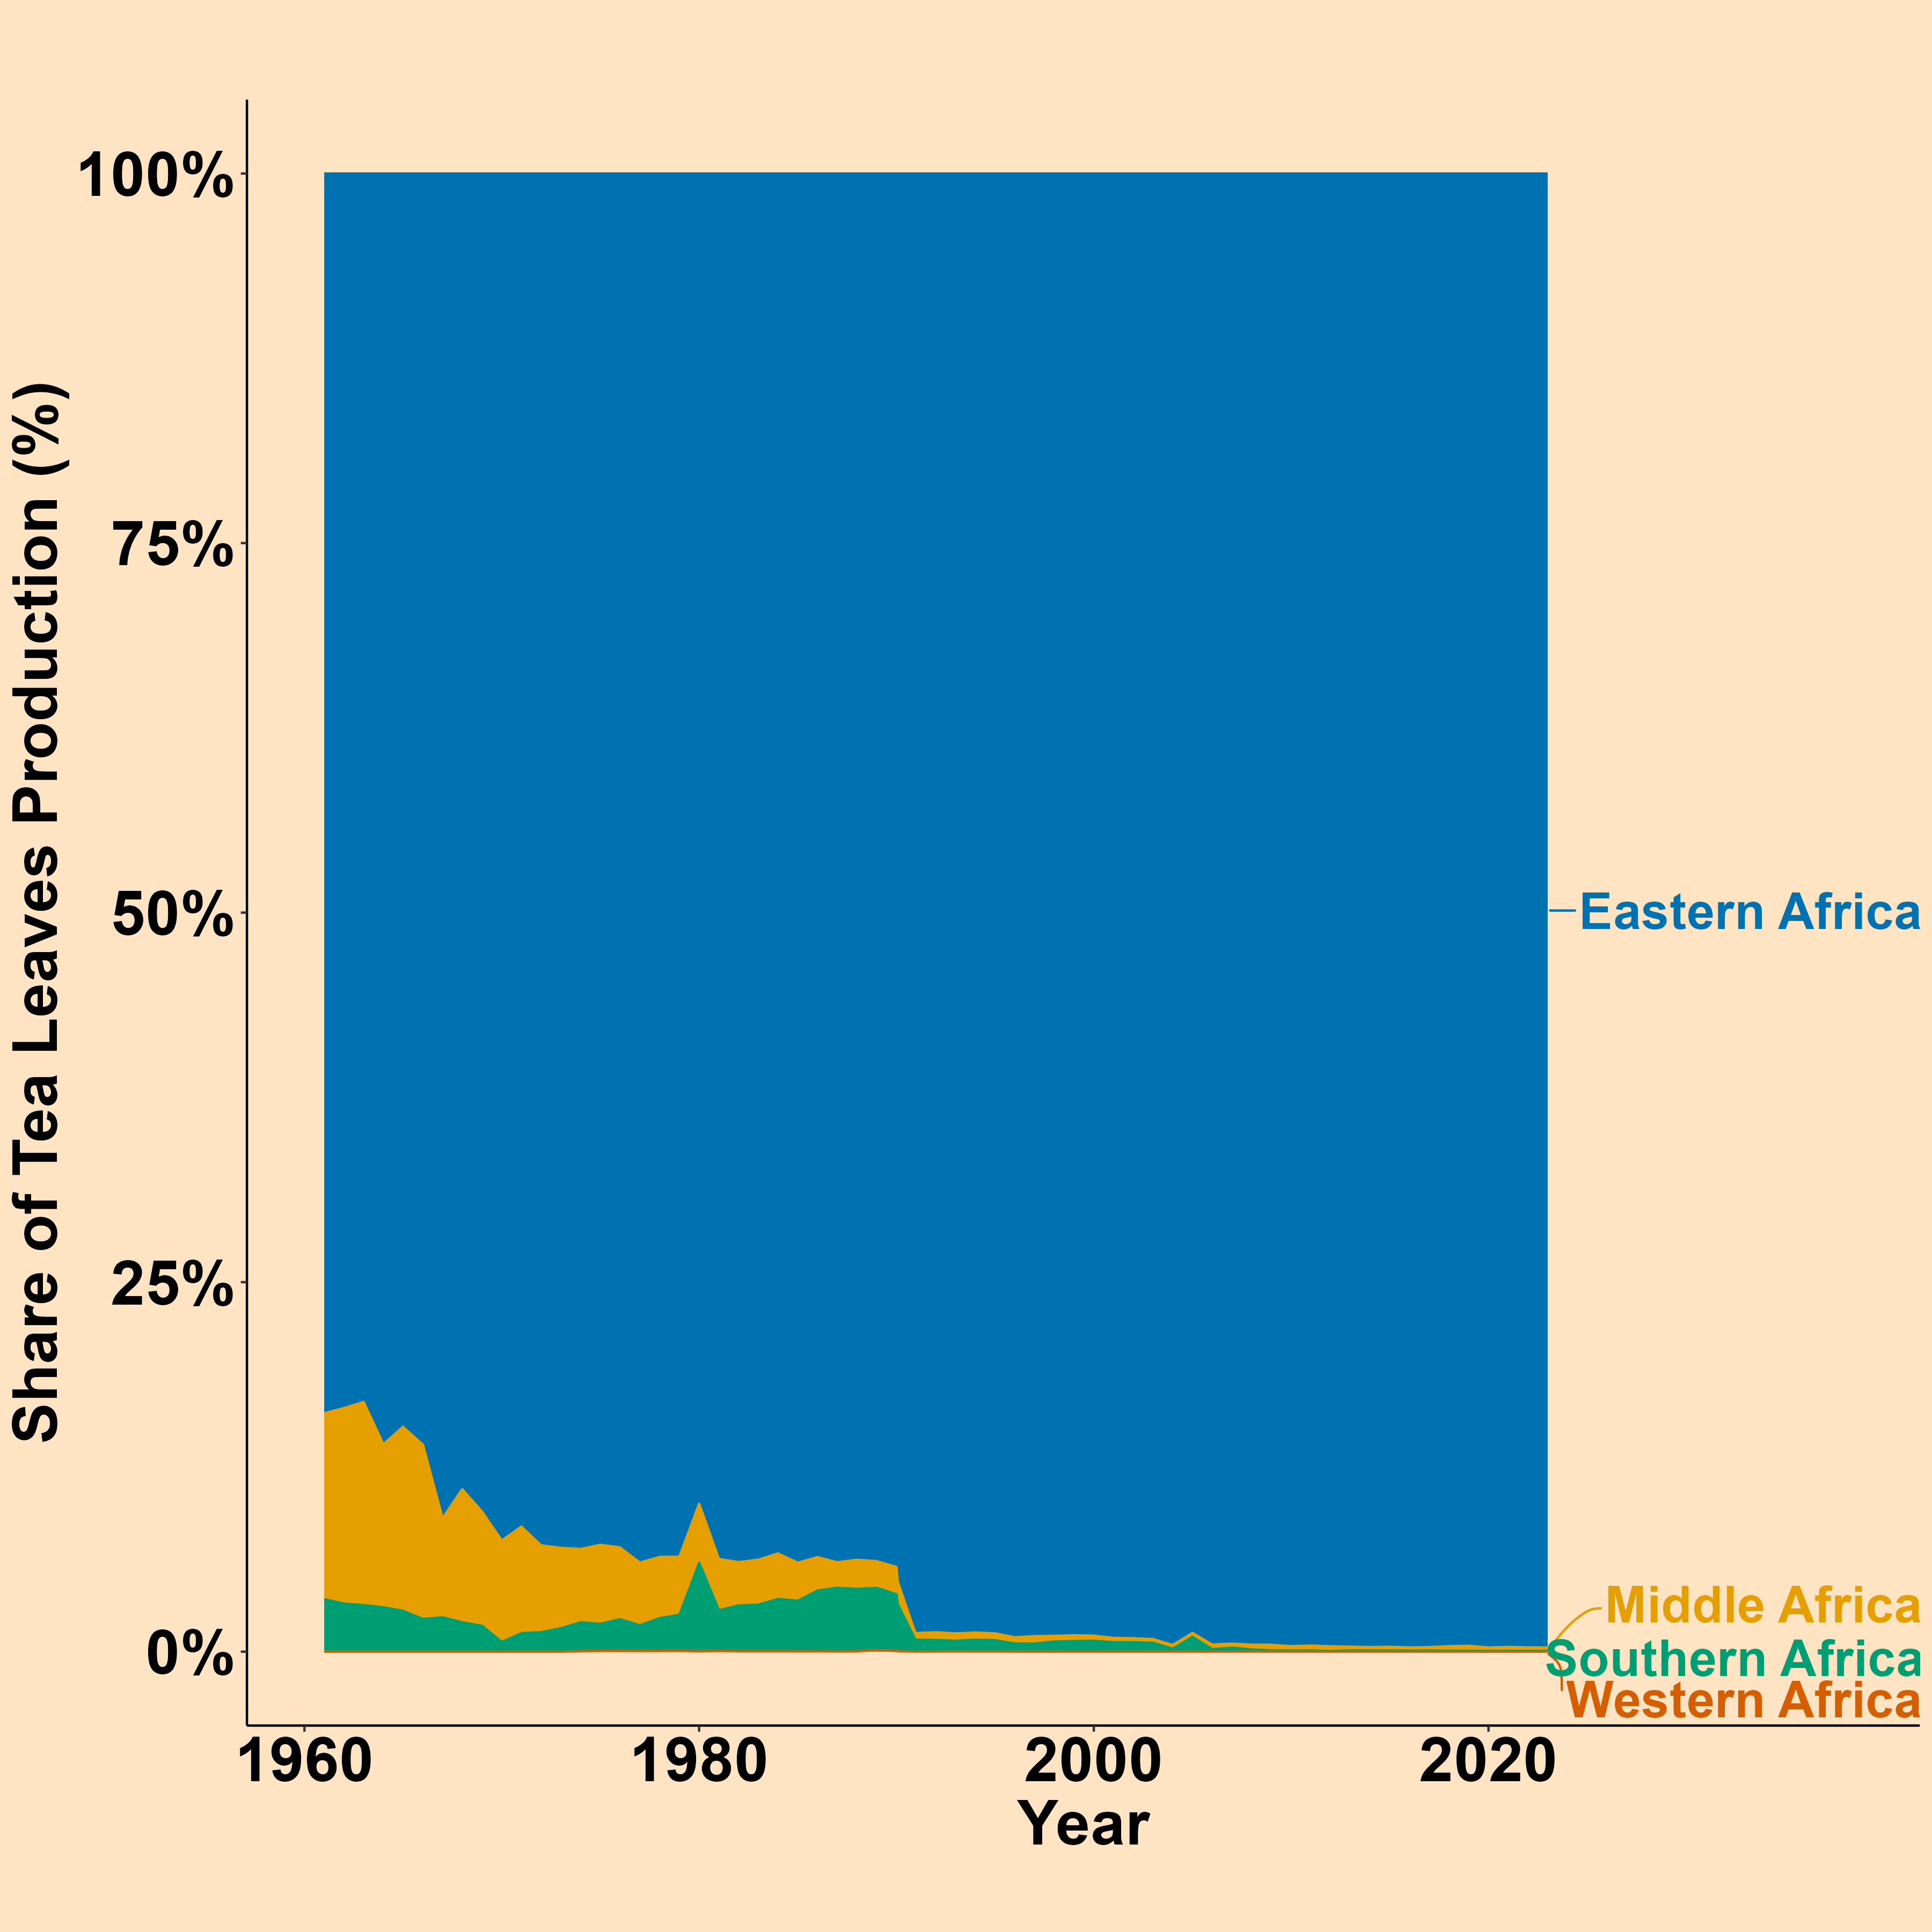 Share of Tea Leaves Production (%)
100%
75%
50%
25%
0%
1960
1980
2000
2020
Year
Eastern Africa
Middle Africa
Southern Africa
Western Africa